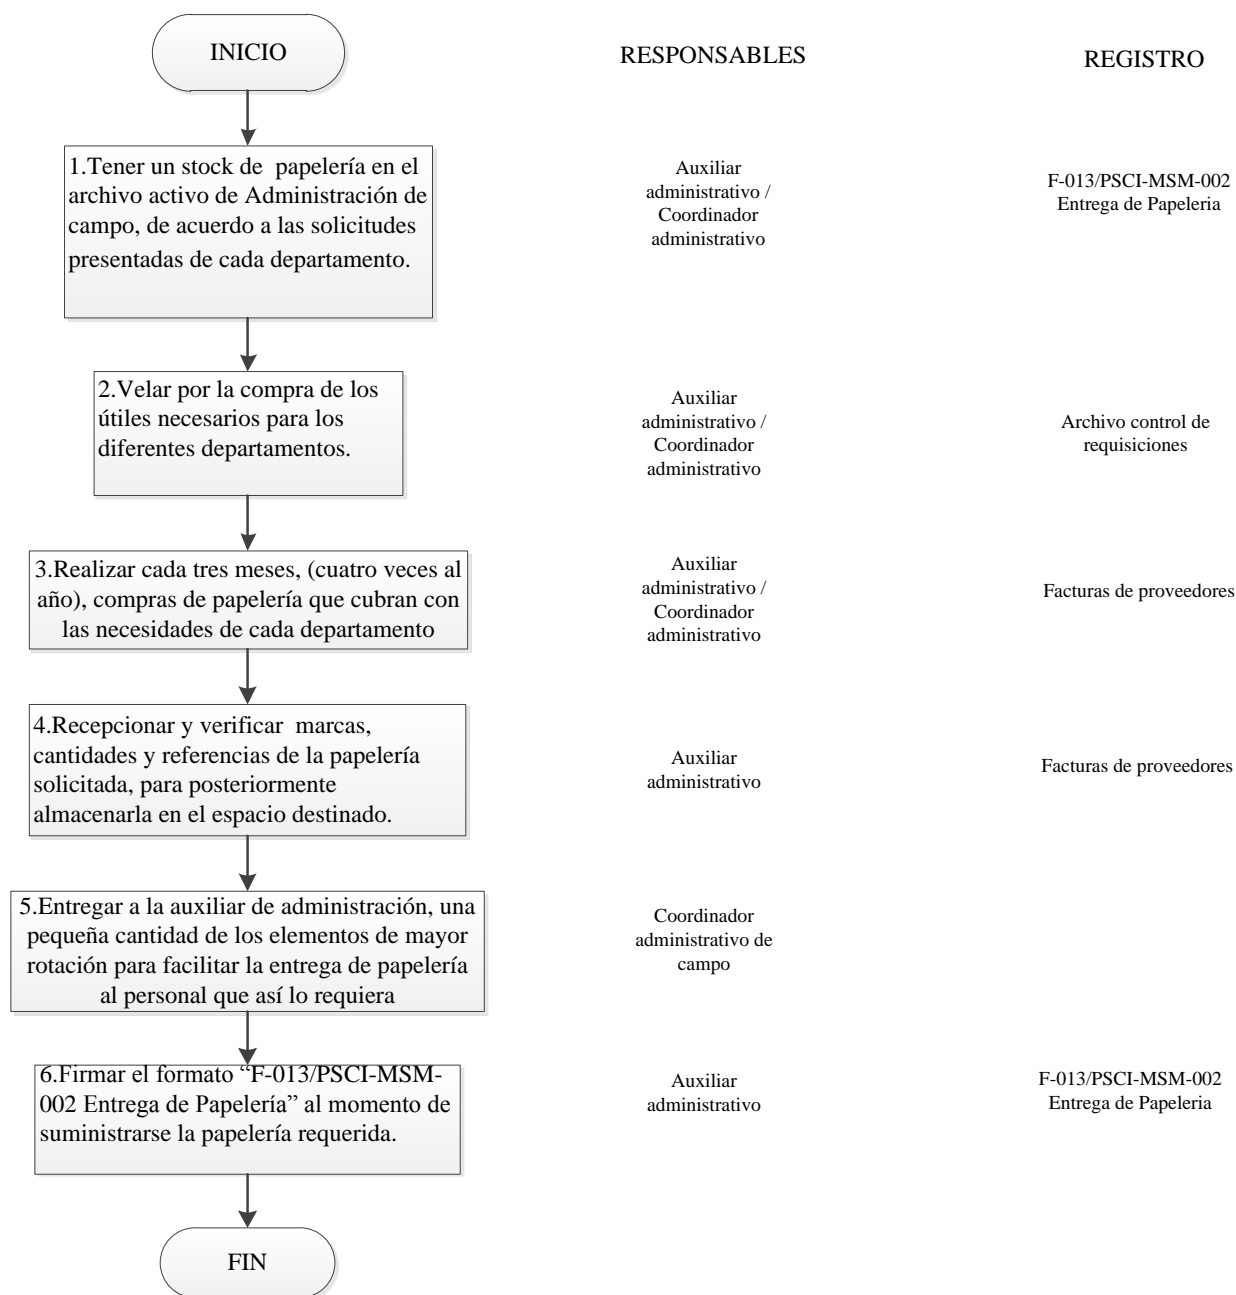 INICIO
RESPONSABLES
REGISTRO
1.Tener un stock de  papelería en el
archivo activo de Administración de
campo, de acuerdo a las solicitudes
presentadas de cada departamento.
Auxiliar
administrativo /
Coordinador
administrativo
F-013/PSCI-MSM-002
Entrega de Papeleria
2.Velar por la compra de los
útiles necesarios para los
diferentes departamentos.
Auxiliar
administrativo /
Coordinador
administrativo
Archivo control de
requisiciones
3.Realizar cada tres meses, (cuatro veces al
año), compras de papelería que cubran con
las necesidades de cada departamento
Auxiliar
administrativo /
Coordinador
administrativo
Facturas de proveedores
4.Recepcionar y verificar  marcas,
cantidades y referencias de la papelería
solicitada, para posteriormente
almacenarla en el espacio destinado.
Auxiliar
administrativo
Facturas de proveedores
5.Entregar a la auxiliar de administración, una
pequeña cantidad de los elementos de mayor
rotación para facilitar la entrega de papelería
al personal que así lo requiera
Coordinador
administrativo de
campo
6.Firmar el formato “F-013/PSCI-MSM-
002 Entrega de Papelería” al momento de
suministrarse la papelería requerida.
Auxiliar
administrativo
F-013/PSCI-MSM-002
Entrega de Papeleria
FIN